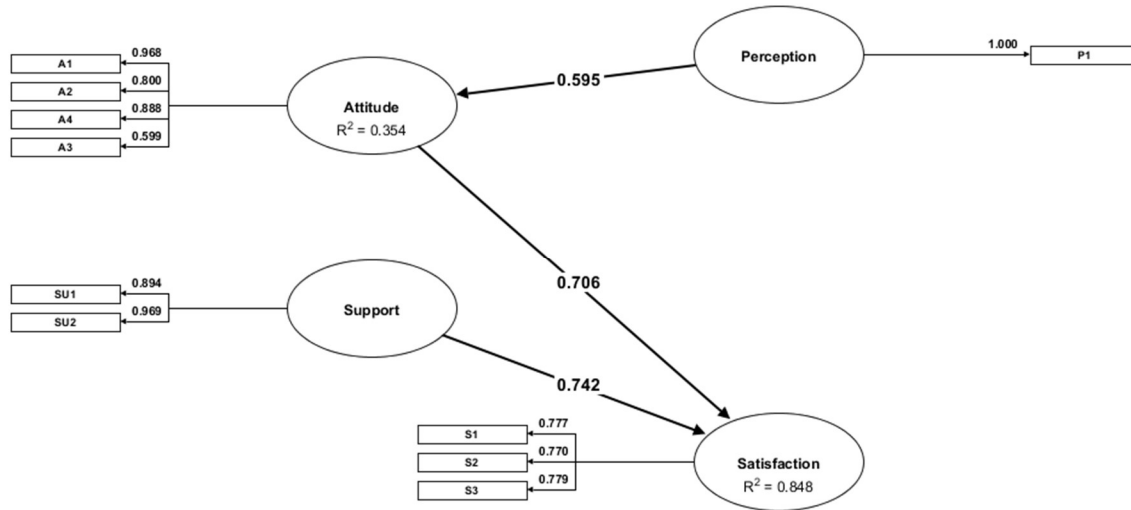 0.968
A1
0.800
A2
0.888
A4
0.599
A3
Attitude
R² = 0.354
0.595
Perception
1.000
P1
0.706
0.894
SU1
0.969
SU2
Support
0.742
0.777
S1
0.770
S2
0.779
S3
Satisfaction
R² = 0.848